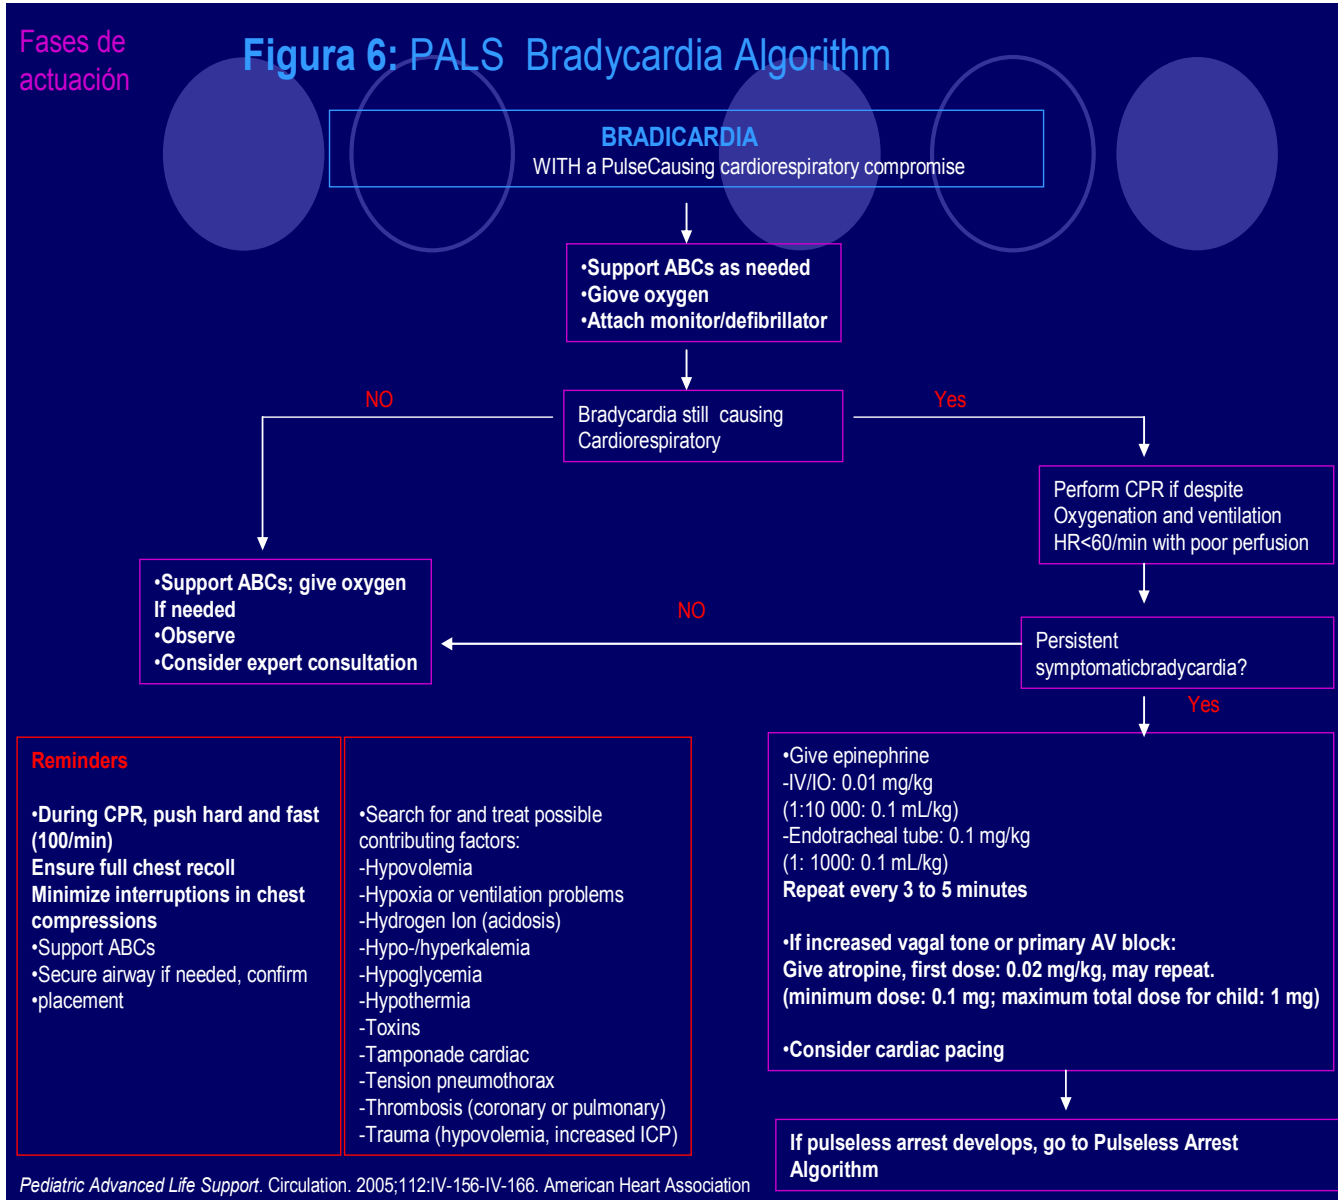 Fases de
actuación
Figura 6: PALS Bradycardia Algorithm
BRADICARDIA
WITH a PulseCausing cardiorespiratory compromise
•Support ABCs as needed
•Giove oxygen
•Attach monitor/defibrillator
NO
Bradycardia still causing
Cardiorespiratory
Yes
Perform CPR if despite
Oxygenation and ventilation
HR<60/min with poor perfusion
•Support ABCs; give oxygen
If needed
•Observe
•Consider expert consultation
NO
Persistent
symptomaticbradycardia?
Yes
Reminders
•During CPR, push hard and fast
(100/min)
Ensure full chest recoll
Minimize interruptions in chest
compressions
•Support ABCs
•Secure airway if needed, confirm
•placement
•Search for and treat possible
contributing factors:
-Hypovolemia
-Hypoxia or ventilation problems
-Hydrogen Ion (acidosis)
-Hypo-/hyperkalemia
-Hypoglycemia
-Hypothermia
-Toxins
-Tamponade cardiac
-Tension pneumothorax
-Thrombosis (coronary or pulmonary)
-Trauma (hypovolemia, increased ICP)
•Give epinephrine
-IV/IO: 0.01 mg/kg
(1:10 000: 0.1 mL/kg)
-Endotracheal tube: 0.1 mg/kg
(1: 1000: 0.1 mL/kg)
Repeat every 3 to 5 minutes
•If increased vagal tone or primary AV block:
Give atropine, first dose: 0.02 mg/kg, may repeat.
(minimum dose: 0.1 mg; maximum total dose for child: 1 mg)
•Consider cardiac pacing
If pulseless arrest develops, go to Pulseless Arrest
Algorithm
Pediatric Advanced Life Support. Circulation. 2005;112:IV-156-IV-166. American Heart Association